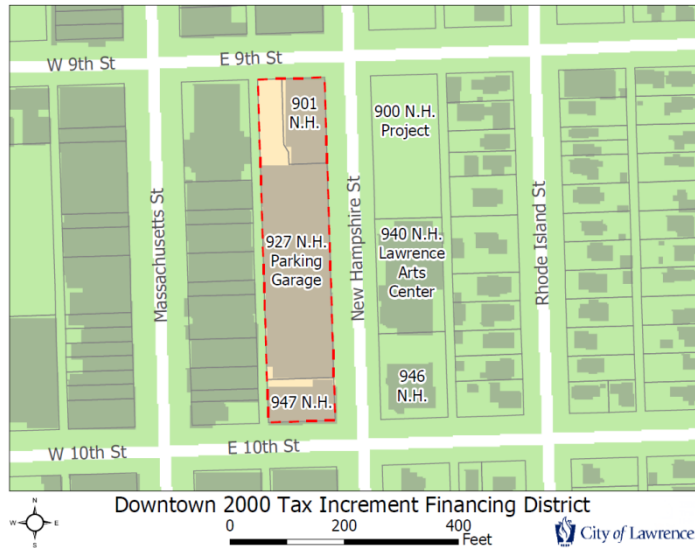 W 9th St
E 9th St
901
N.H.
900 N.H.
Project
Massachusetts St
927 N.H.
Parking
Garage
New Hampshire St
940 N.H.
Lawrence
Arts
Center
Rhode Island St
946
N.H.
947 N.H.
W 10th St
E 10th St
Downtown 2000 Tax Increment Financing District
N
W
E
S
0
200
400
Feet
City of Lawrence